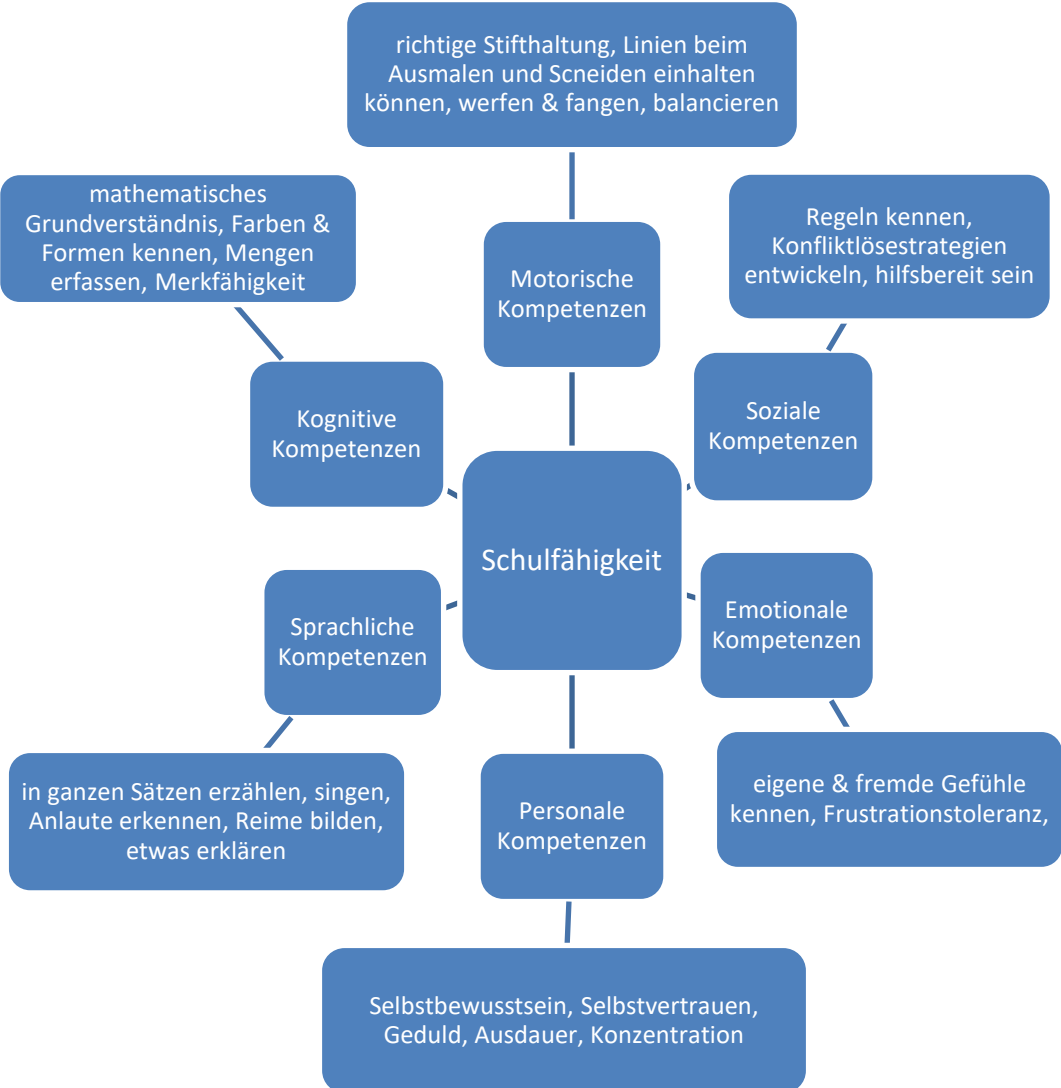 richtige Stifthaltung, Linien beim
Ausmalen und Scneiden einhalten
können, werfen & fangen, balancieren
mathematisches
Grundverständnis, Farben &
Formen kennen, Mengen
erfassen, Merkfähigkeit
Regeln kennen,
Konfliktlösestrategien
entwickeln, hilfsbereit sein
Motorische
Kompetenzen
Kognitive
Kompetenzen
Soziale
Kompetenzen
Schulfähigkeit
Sprachliche
Kompetenzen
Emotionale
Kompetenzen
in ganzen Sätzen erzählen, singen,
Anlaute erkennen, Reime bilden,
etwas erklären
Personale
Kompetenzen
eigene & fremde Gefühle
kennen, Frustrationstoleranz,
Selbstbewusstsein, Selbstvertrauen,
Geduld, Ausdauer, Konzentration